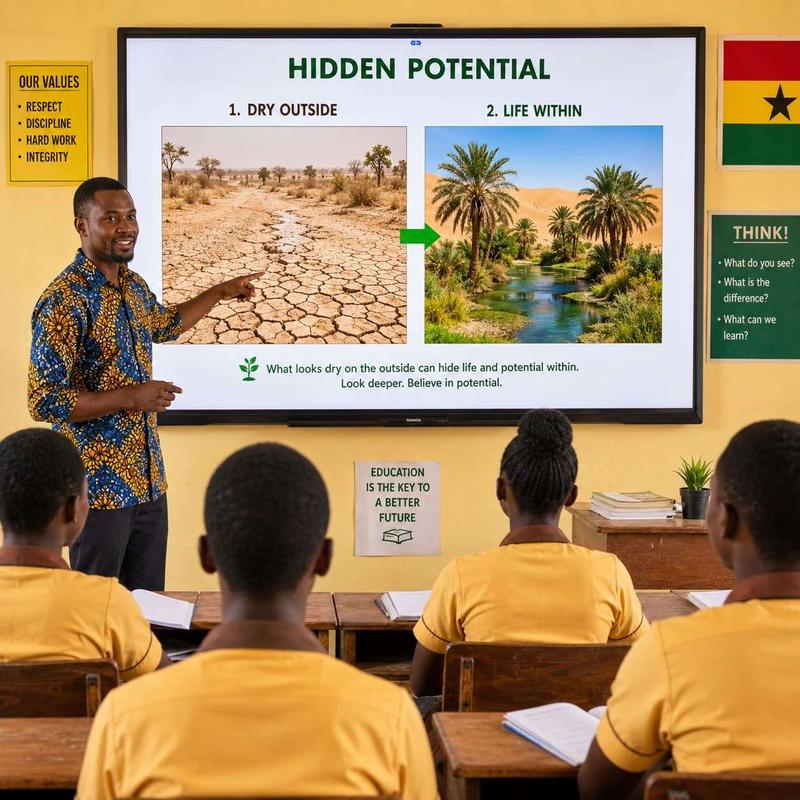 OUR VALUES
• RESPECT
• DISCIPLINE
• HARD WORK
• INTEGRITY
HIDDEN POTENTIAL
1. DRY OUTSIDE
2. LIFE WITHIN
What looks dry on the outside can hide life and potential within.
Look deeper. Believe in potential.
THINK!
• What do you see?
• What is the
difference?
• What can we
learn?
EDUCATION
IS THE KEY TO
A BETTER
FUTURE